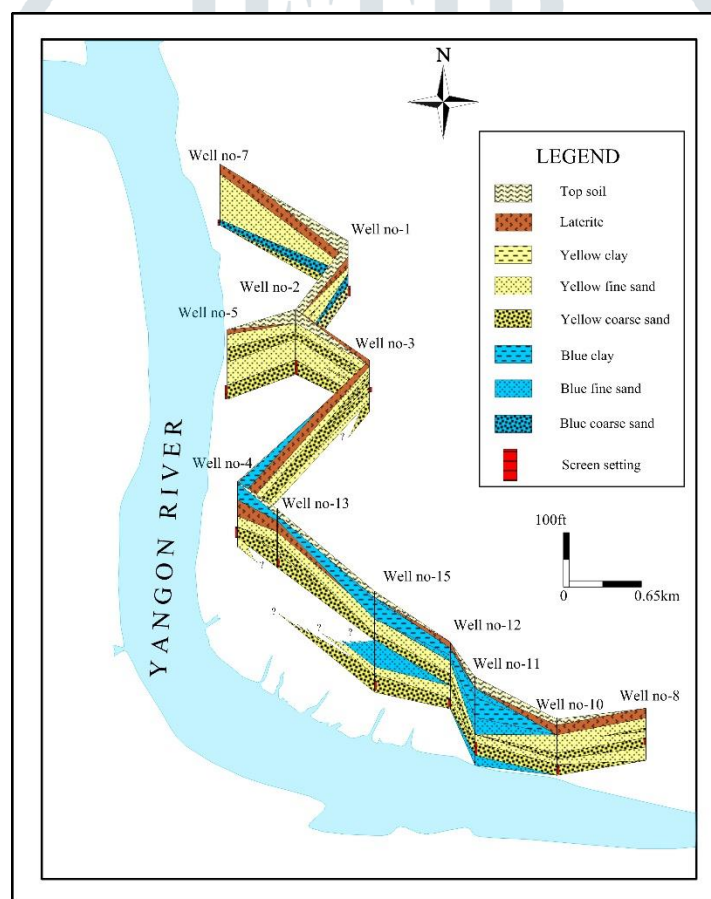 N
Well no-7
LEGEND
Top soil
Laterite
Well no-1
Yellow clay
Well no-2
Yellow fine sand
Well no-5
Yellow coarse sand
Well no-3
Blue clay
Blue fine sand
Blue coarse sand
?
Well no-4
Screen setting
Well no-13
100ft
?
0
0.65km
Well no-15
YANGON RIVER
?
?
?
Well no-12
Well no-11
Well no-10
Well no-8